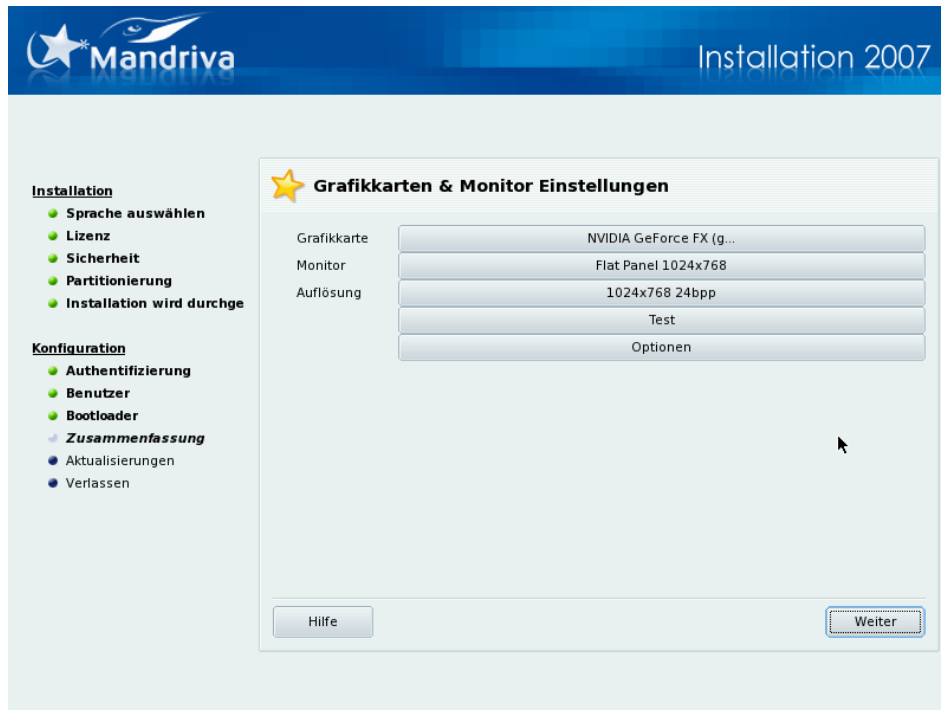 Mandriva
Installation 2007
Installation
Sprache auswählen
Lizenz
Sicherheit
Partitionierung
Installation wird durchge
Konfiguration
Authentifizierung
Benutzer
Bootloader
Zusammenfassung
Aktualisierungen
Verlassen
Grafikkarten & Monitor Einstellungen
Grafikkarte NVIDIA GeForce FX (g...
Monitor Flat Panel 1024x768
Auflösung 1024x768 24bpp
Test
Optionen
Hilfe Weiter